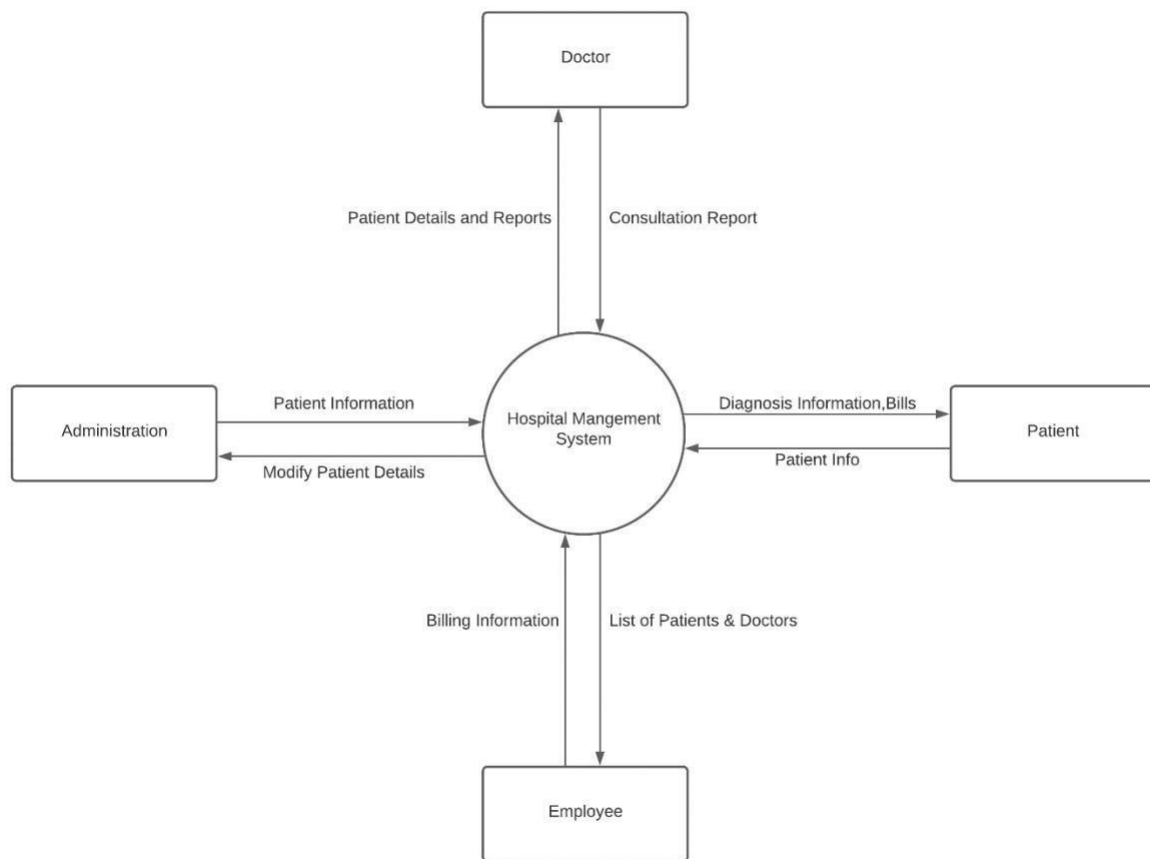 Doctor
Patient Details and Reports
Consultation Report
Administration
Patient Information
Modify Patient Details
Hospital Mangement
System
Diagnosis Information,Bills
Patient Info
Patient
Billing Information
List of Patients & Doctors
Employee